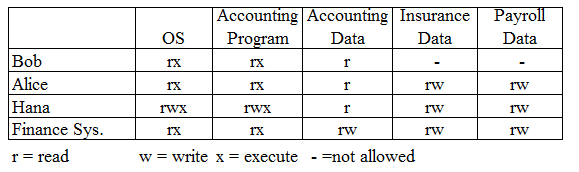 Accounting Accounting Insurance Payroll
OS Program Data Data Data
Bob rx rx r - -
Alice rx rx r rw rw
Hana rwx rwx r rw rw
Finance Sys. rx rx rw rw rw
r = read w = write x = execute - =not allowed